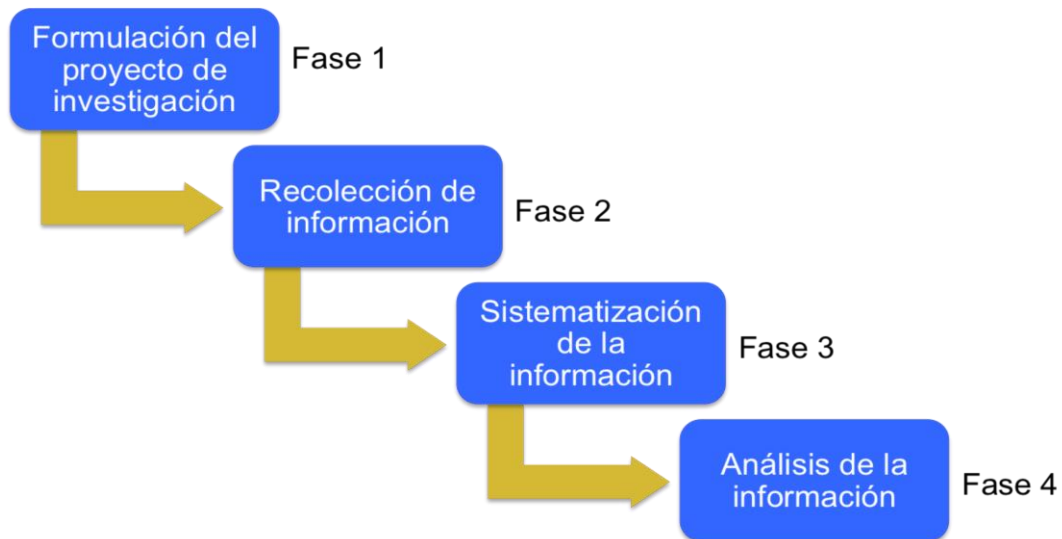 Formulación del
proyecto de
investigación
Fase 1
Recolección de
información
Fase 2
Sistematización
de la
información
Fase 3
Análisis de la
información
Fase 4